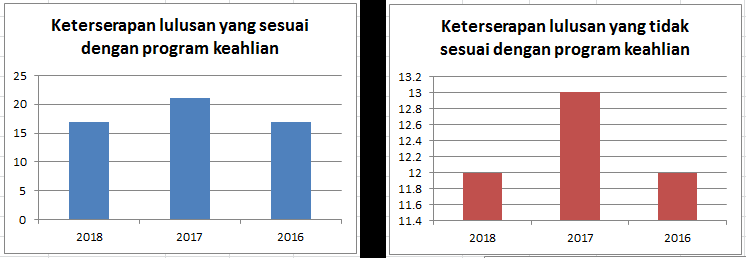 Keterserapan lulusan yang sesuai
dengan program keahlian
25
20
15
10
5
0
2018 2017 2016
Keterserapan lulusan yang tidak
sesuai dengan program keahlian
13.2
13
12.8
12.6
12.4
12.2
12
11.8
11.6
11.4
2018 2017 2016